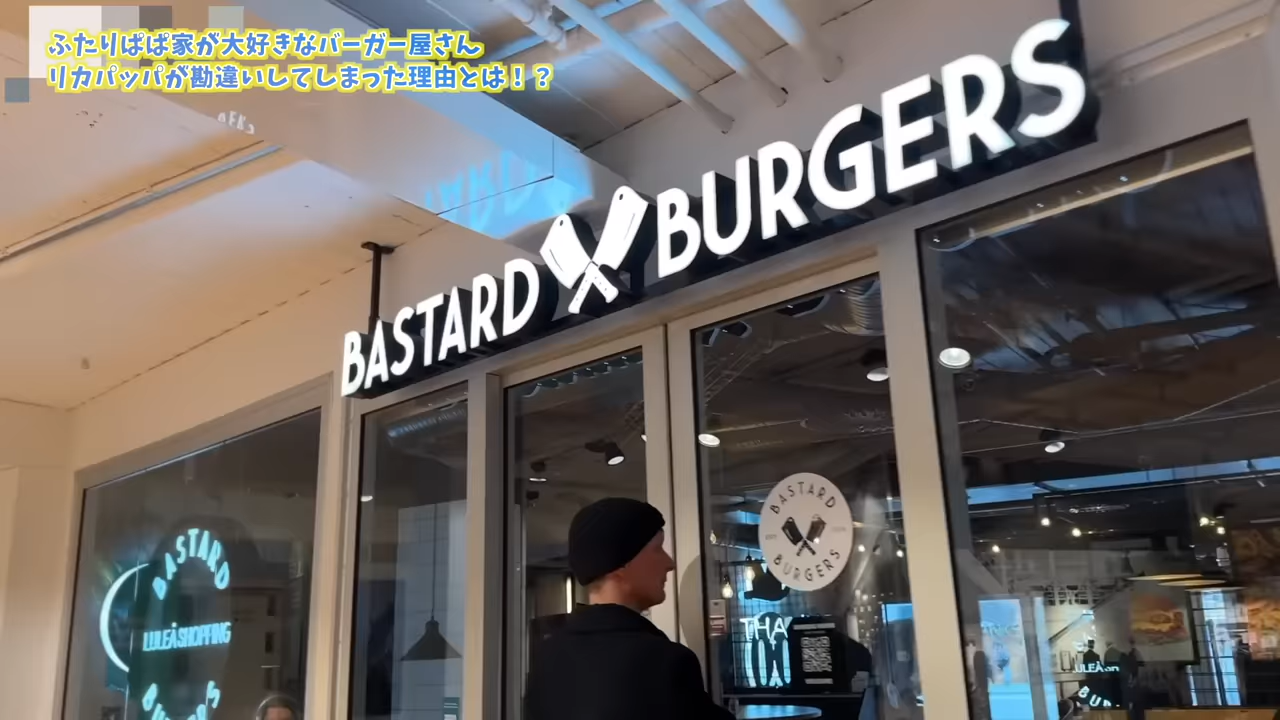 ふたりぱぱ家が大好きなバーガー屋さん
リカパッパが勘違いしてしまった理由とは！？
BASTARD BURGERS
BASTARD
BURGERS
BASTARD
LULEÅ SHOPPING
BURGERS
THA